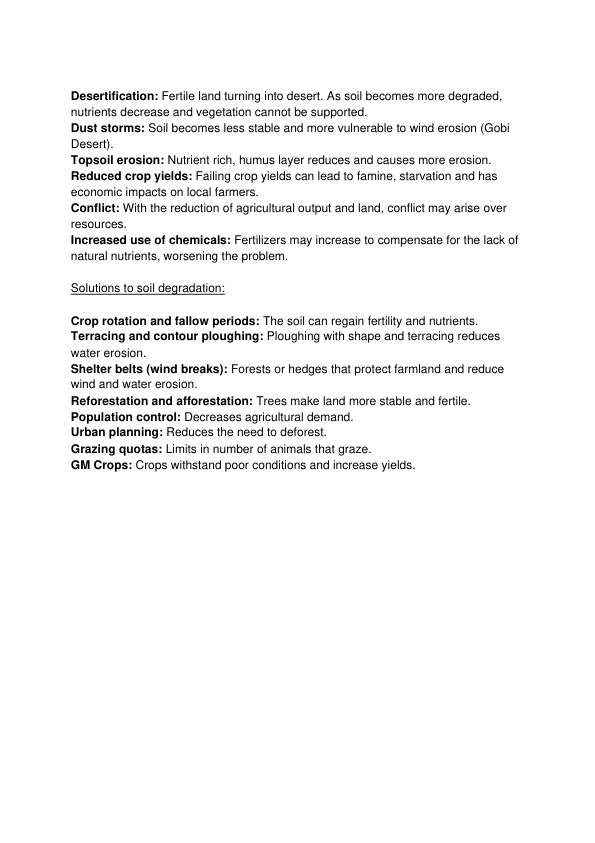 Desertification: Fertile land turning into desert. As soil becomes more degraded,
nutrients decrease and vegetation cannot be supported.
Dust storms: Soil becomes less stable and more vulnerable to wind erosion (Gobi
Desert).
Topsoil erosion: Nutrient rich, humus layer reduces and causes more erosion.
Reduced crop yields: Failing crop yields can lead to famine, starvation and has
economic impacts on local farmers.
Conflict: With the reduction of agricultural output and land, conflict may arise over
resources.
Increased use of chemicals: Fertilizers may increase to compensate for the lack of
natural nutrients, worsening the problem.
Solutions to soil degradation:
Crop rotation and fallow periods: The soil can regain fertility and nutrients.
Terracing and contour ploughing: Ploughing with shape and terracing reduces
water erosion.
Shelter belts (wind breaks): Forests or hedges that protect farmland and reduce
wind and water erosion.
Reforestation and afforestation: Trees make land more stable and fertile.
Population control: Decreases agricultural demand.
Urban planning: Reduces the need to deforest.
Grazing quotas: Limits in number of animals that graze.
GM Crops: Crops withstand poor conditions and increase yields.